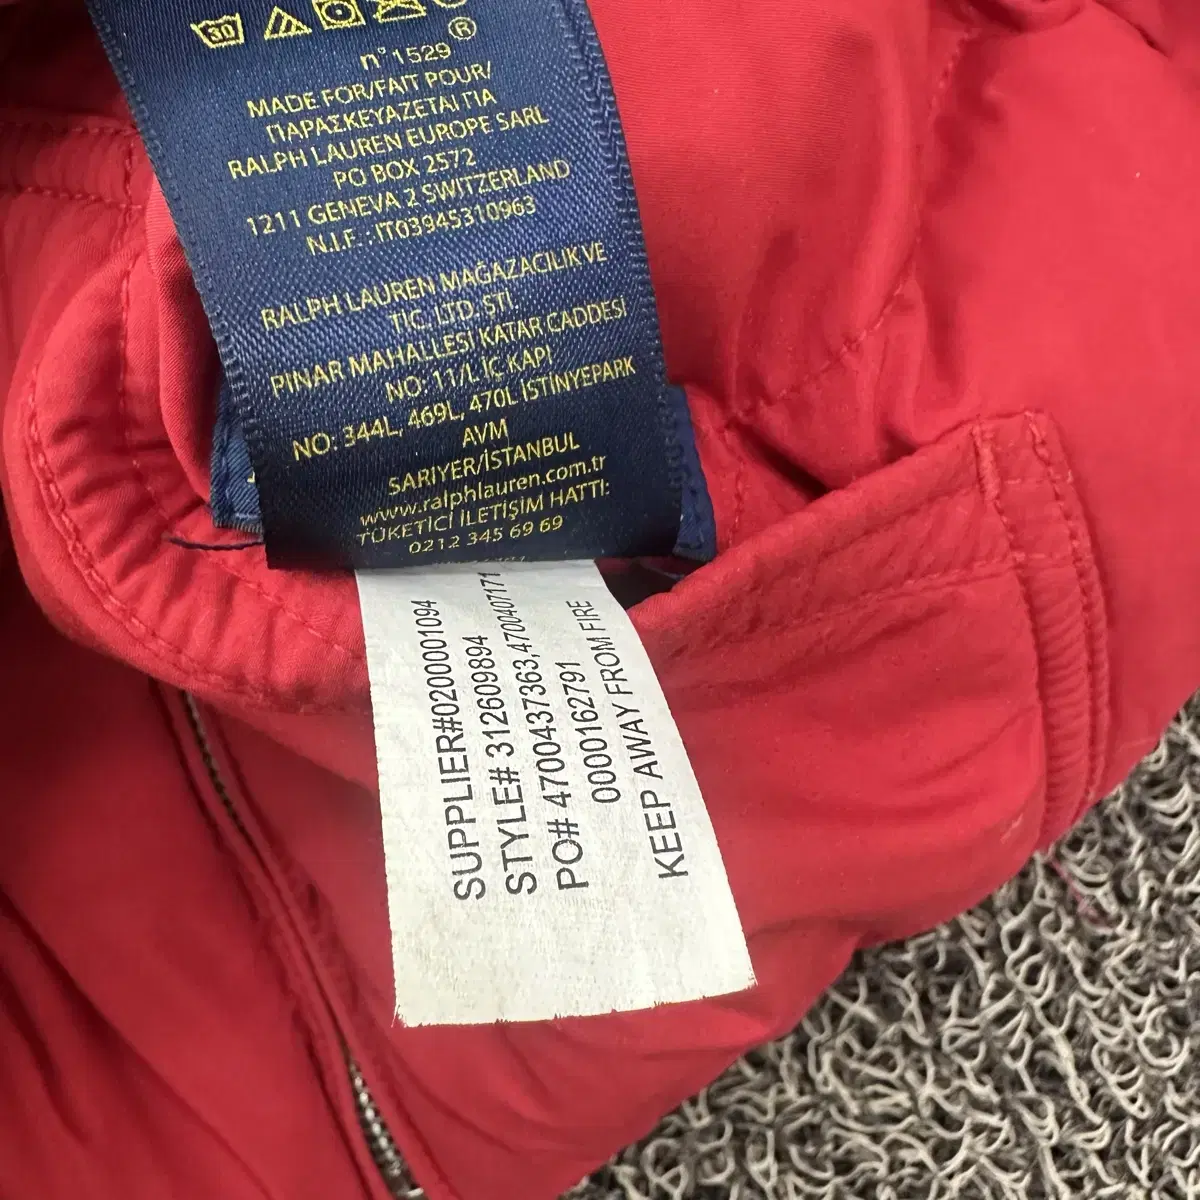 30
®
n° 1529
MADE FOR/FAIT POUR/
ΠΑΡΑΣΚΕΥΑΖΕΤΑΙ ΓΙΑ
RALPH LAUREN EUROPE SARL
PO BOX 2572
1211 GENEVA 2 SWITZERLAND
N.I.F. :IT03945310963
RALPH LAUREN MAĞAZACILIK VE
TİC. LTD. ŞTİ.
PINAR MAHALLESİ KATAR CADDESİ
NO: 11/L İÇ KAPI
NO: 344L, 469L, 470L İSTİNYEPARK
AVM
SARIYER/İSTANBUL
www.ralphlauren.com.tr
TÜKETİCİ İLETİŞİM HATTI:
0212 345 69 69
SUPPLIER#0200001094
STYLE# 312609894
PO# 4700437363,4700407171
0000162791
KEEP AWAY FROM FIRE